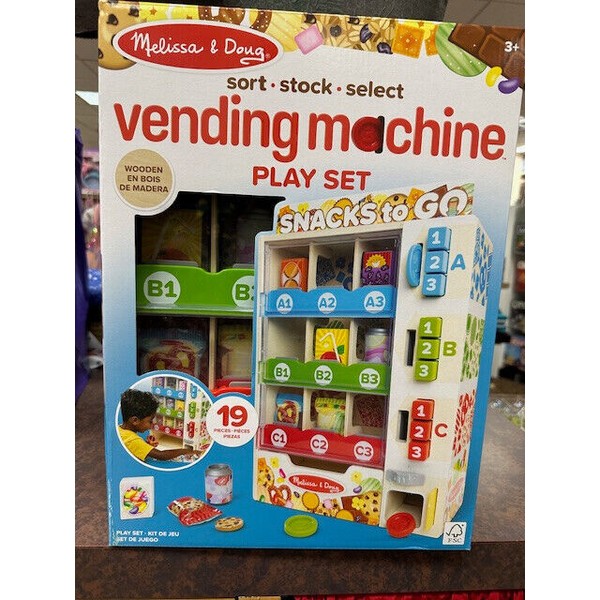 Melissa & Doug
3+
sort · stock · select
vending machine™
PLAY SET
WOODEN
EN BOIS
DE MADERA
SNACKS to GO
B1
B
A1 A2 A3
B1 B2 B3
C1 C2 C3
1
2 A
3
1
2 B
3
1
2 C
3
19
PIECES • PIÈCES
PIEZAS
Melissa & Doug
PLAY SET · KIT DE JEU
SET DE JUEGO
FSC